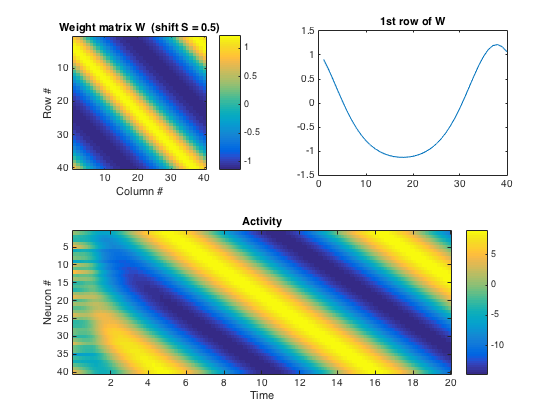 Weight matrix W (shift S = 0.5)
Row #
10
20
30
40
10 20 30 40
Column #
1
0.5
0
-0.5
-1
1st row of W
1.5
1
0.5
0
-0.5
-1
-1.5
0 10 20 30 40
Activity
Neuron #
5
10
15
20
25
30
35
40
2 4 6 8 10 12 14 16 18 20
Time
5
0
-5
-10